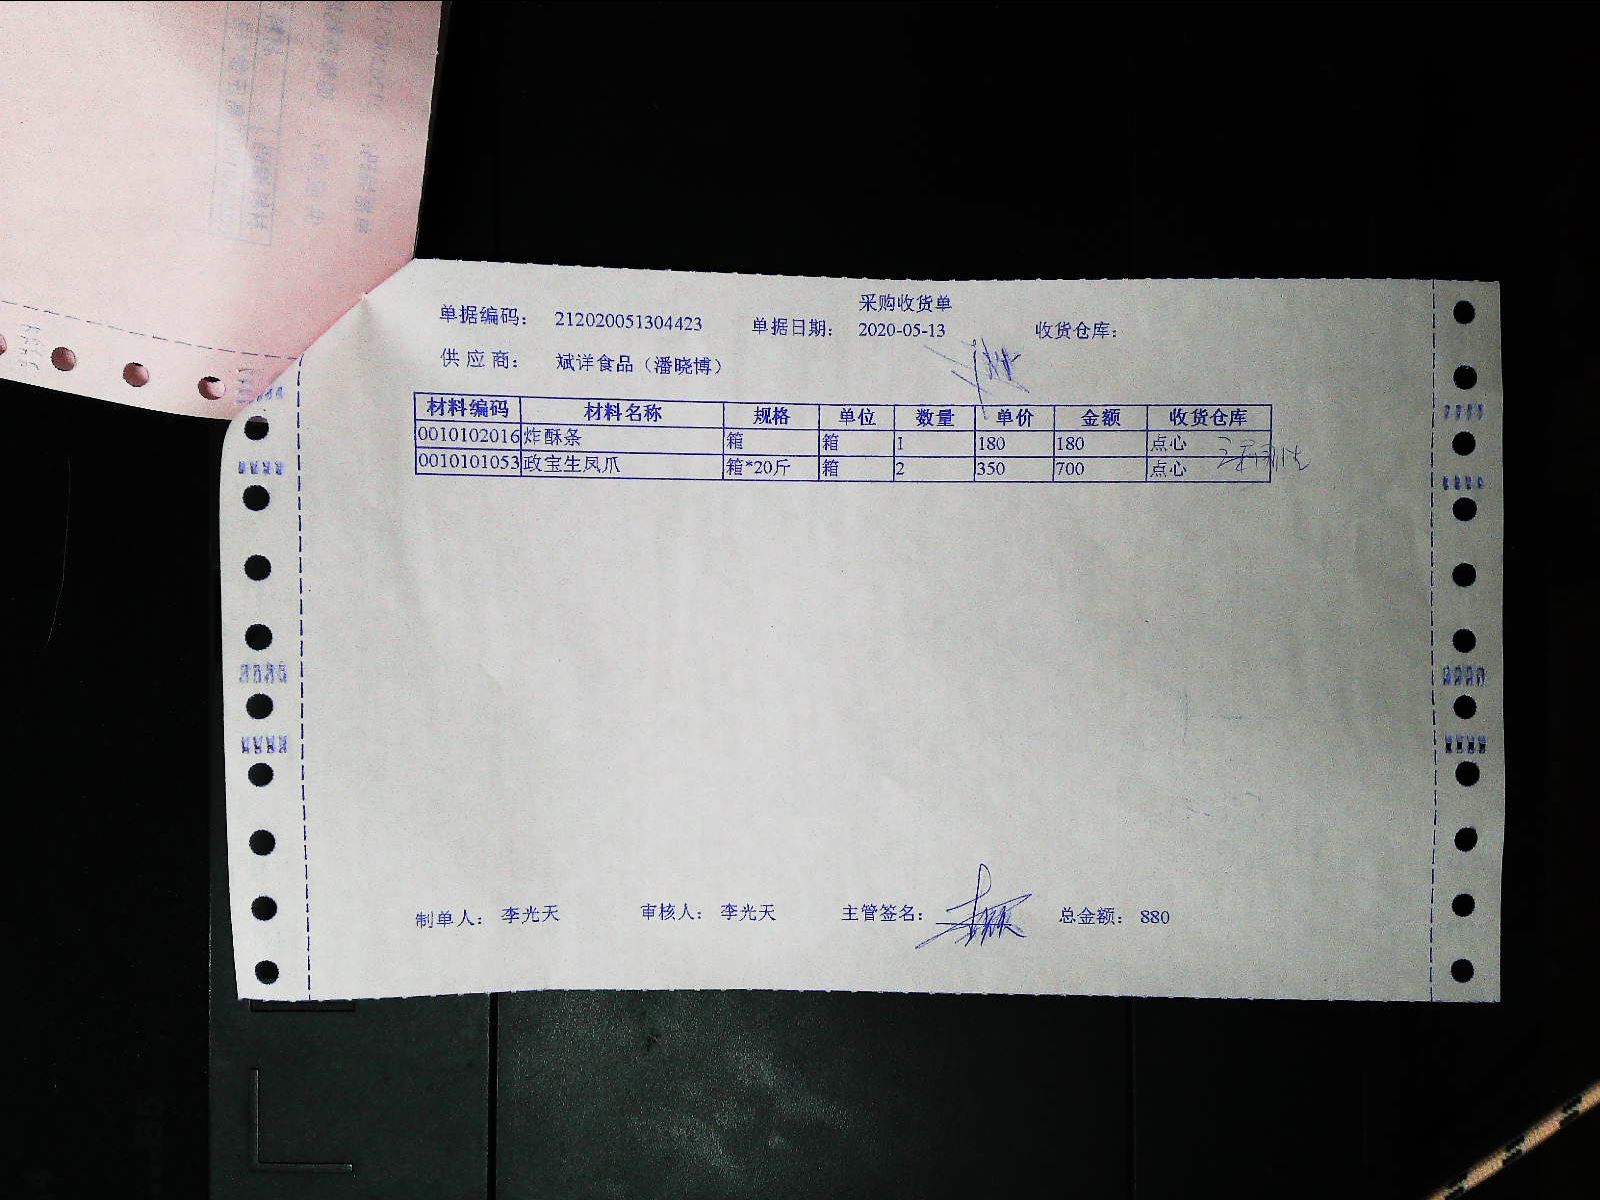 采购收货单
单据编码： 212020051304423 单据日期： 2020-05-13 收货仓库：
供 应 商： 斌洋食品（潘晓博）
材料编码 材料名称 规格 单位 数量 单价 金额 收货仓库
0010102016 炸酥条 箱 箱 1 180 180 点心
0010101053 政宝生凤爪 箱*20斤 箱 2 350 700 点心
制单人： 李光天 审核人： 李光天 主管签名： 总金额： 880